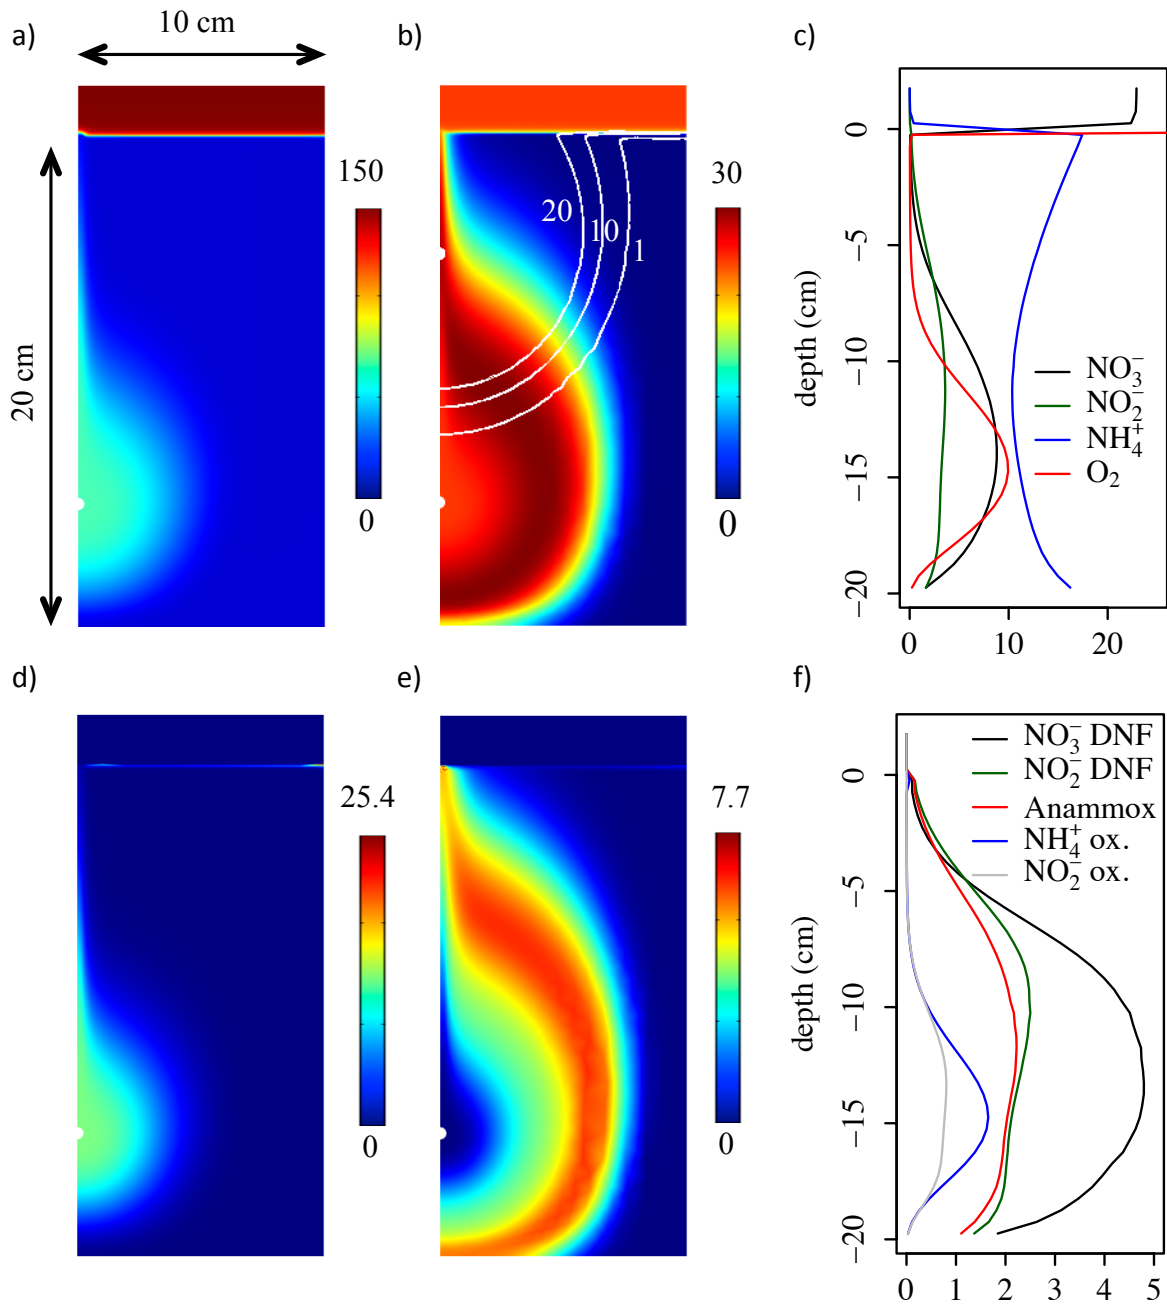 a)
10 cm
20 cm
150
0
b)
20
10
1
30
0
c)
0
−5
−10
−15
−20
depth (cm)
NO₃⁻
NO₂⁻
NH₄⁺
O₂
0 10 20
d)
25.4
0
e)
7.7
0
f)
0
−5
−10
−15
−20
depth (cm)
NO₃⁻ DNF
NO₂⁻ DNF
Anammox
NH₄⁺ ox.
NO₂⁻ ox.
0 1 2 3 4 5